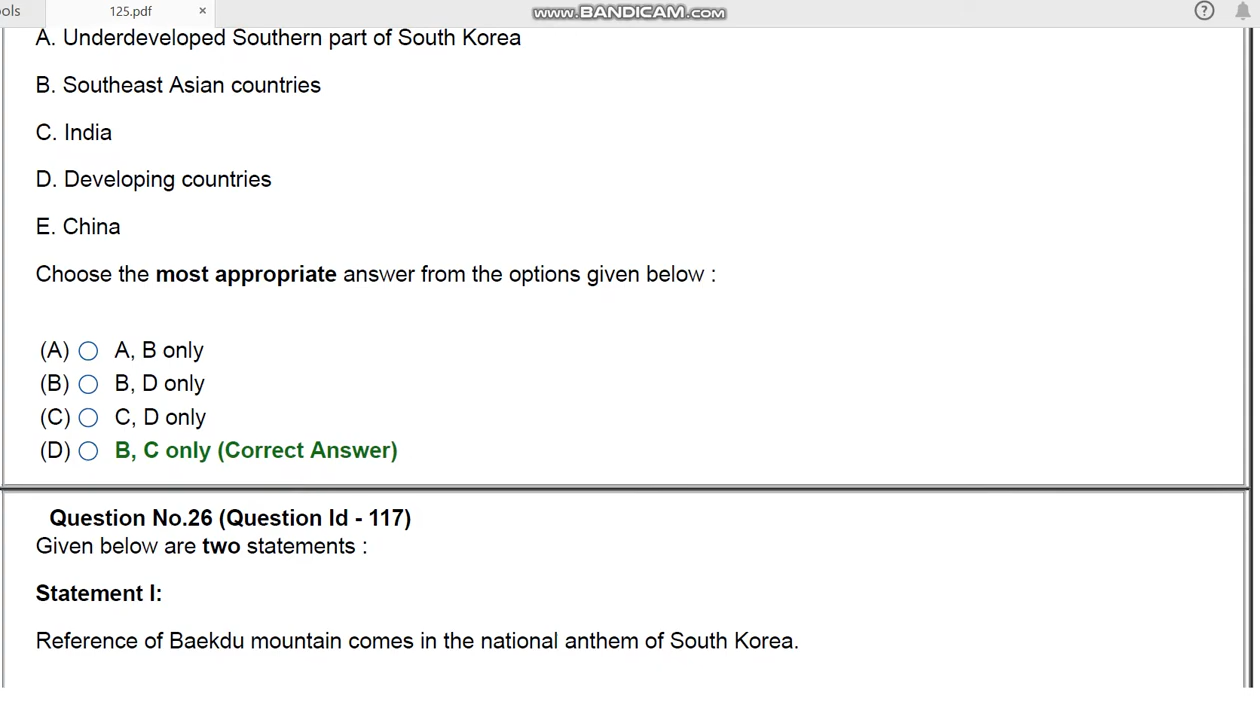 ols
125.pdf
×
www.BANDICAM.com
?
A. Underdeveloped Southern part of South Korea
B. Southeast Asian countries
C. India
D. Developing countries
E. China
Choose the most appropriate answer from the options given below :
(A) A, B only
(B) B, D only
(C) C, D only
(D) B, C only (Correct Answer)
Question No.26 (Question Id - 117)
Given below are two statements :
Statement I:
Reference of Baekdu mountain comes in the national anthem of South Korea.